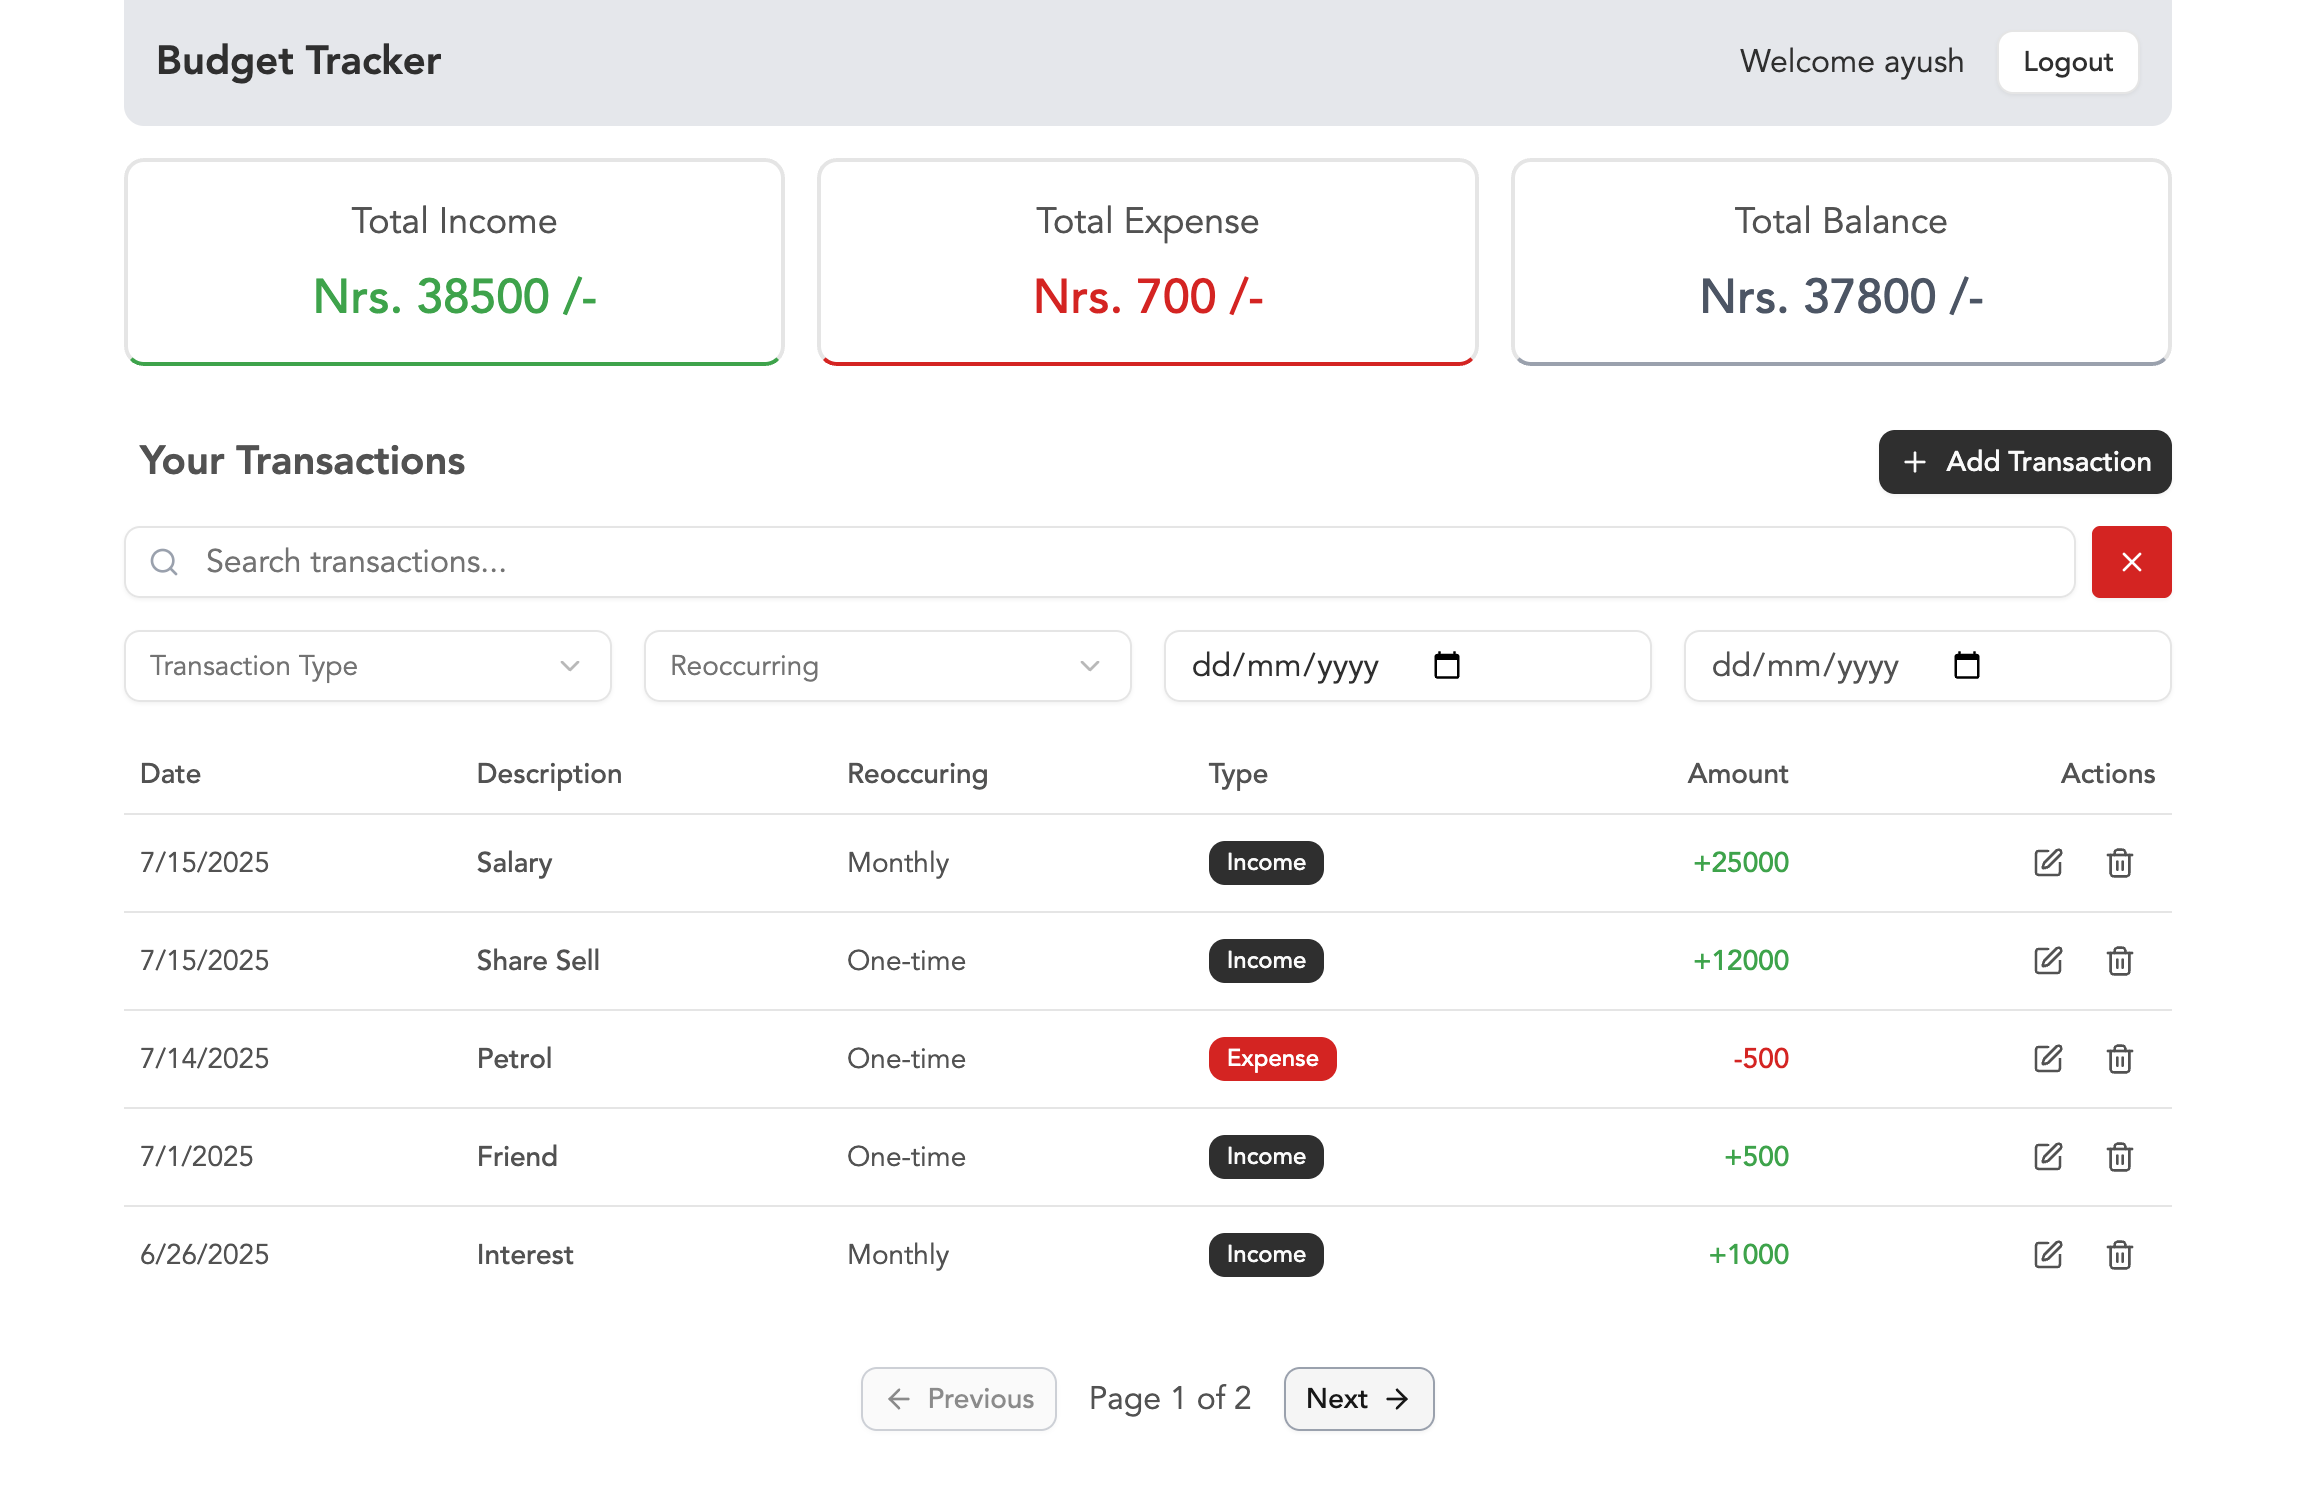 Budget Tracker Welcome ayush Logout
Total Income Total Expense Total Balance
Nrs. 38500 /- Nrs. 700 /- Nrs. 37800 /-
Your Transactions Add Transaction
Search transactions...
Transaction Type Reoccurring dd/mm/yyyy dd/mm/yyyy
Date Description Reoccuring Type Amount Actions
7/15/2025 Salary Monthly Income +25000
7/15/2025 Share Sell One-time Income +12000
7/14/2025 Petrol One-time Expense -500
7/1/2025 Friend One-time Income +500
6/26/2025 Interest Monthly Income +1000
Previous Page 1 of 2 Next